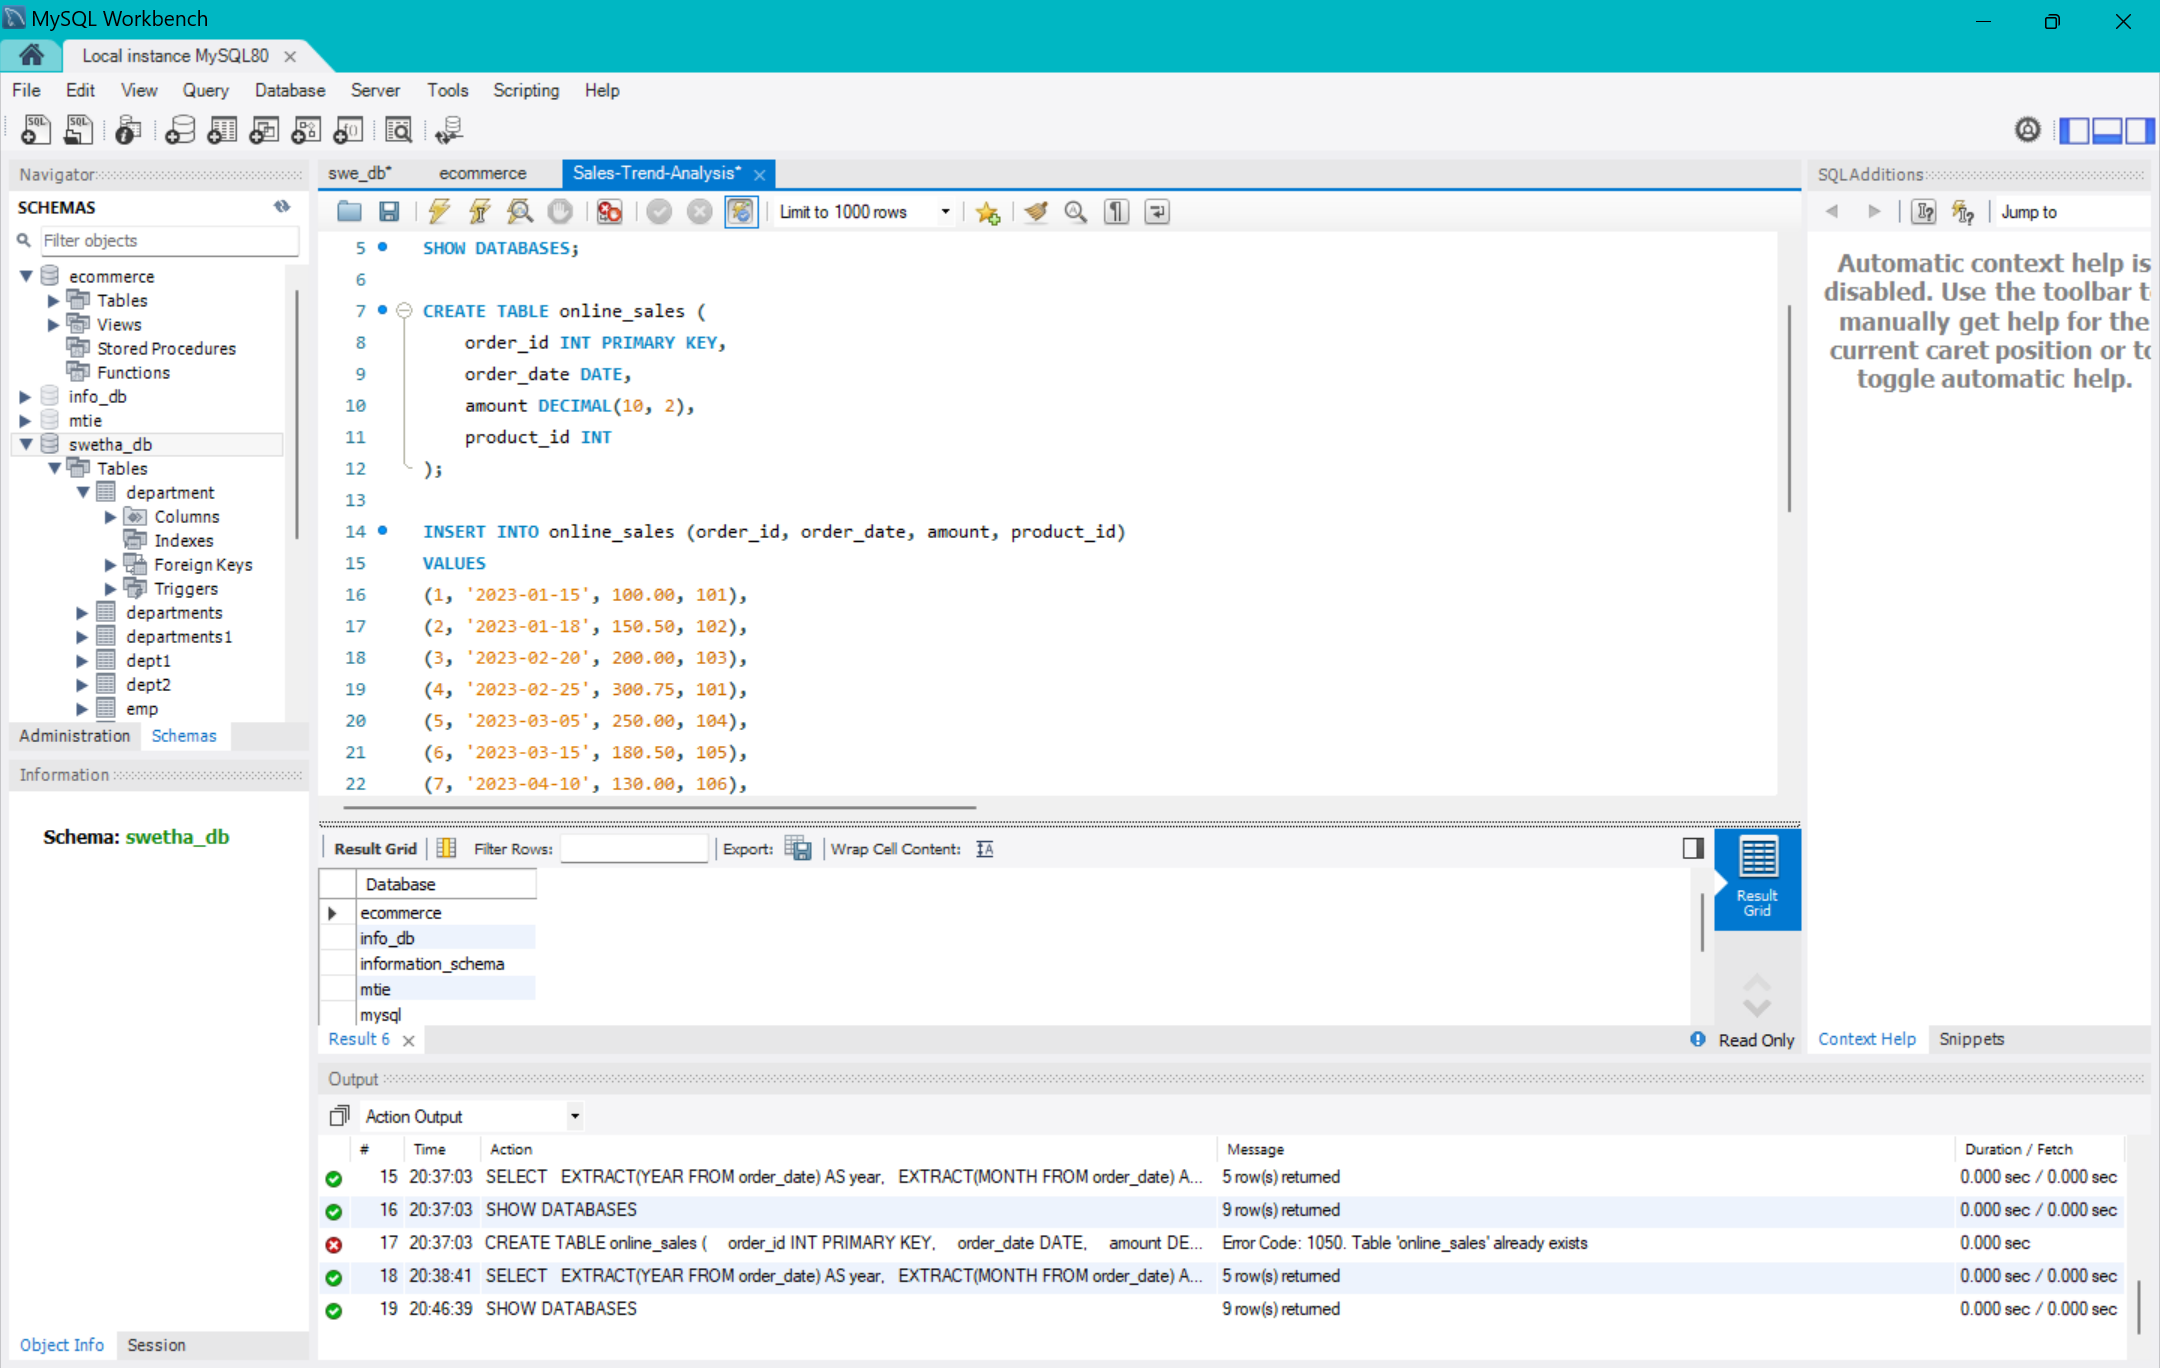 MySQL Workbench
Local instance MySQL80
File Edit View Query Database Server Tools Scripting Help
Navigator
SCHEMAS
Filter objects
ecommerce
Tables
Views
Stored Procedures
Functions
info_db
mtie
swetha_db
Tables
department
Columns
Indexes
Foreign Keys
Triggers
departments
departments1
dept1
dept2
emp
Administration Schemas
Information
Schema: swetha_db
Object Info Session
swe_db* ecommerce Sales-Trend-Analysis*
Limit to 1000 rows
5 SHOW DATABASES;
6
7 CREATE TABLE online_sales (
8 order_id INT PRIMARY KEY,
9 order_date DATE,
10 amount DECIMAL(10, 2),
11 product_id INT
12 );
13
14 INSERT INTO online_sales (order_id, order_date, amount, product_id)
15 VALUES
16 (1, '2023-01-15', 100.00, 101),
17 (2, '2023-01-18', 150.50, 102),
18 (3, '2023-02-20', 200.00, 103),
19 (4, '2023-02-25', 300.75, 101),
20 (5, '2023-03-05', 250.00, 104),
21 (6, '2023-03-15', 180.50, 105),
22 (7, '2023-04-10', 130.00, 106),
Result Grid Filter Rows: Export: Wrap Cell Content:
Database
ecommerce
info_db
information_schema
mtie
mysql
Result
Grid
Result 6
Read Only
SQLAdditions
Jump to
Automatic context help is
disabled. Use the toolbar t
manually get help for the
current caret position or to
toggle automatic help.
Context Help Snippets
Output
Action Output
# Time Action Message Duration / Fetch
15 20:37:03 SELECT EXTRACT(YEAR FROM order_date) AS year, EXTRACT(MONTH FROM order_date) A... 5 row(s) returned 0.000 sec / 0.000 sec
16 20:37:03 SHOW DATABASES 9 row(s) returned 0.000 sec / 0.000 sec
17 20:37:03 CREATE TABLE online_sales ( order_id INT PRIMARY KEY, order_date DATE, amount DE... Error Code: 1050. Table 'online_sales' already exists 0.000 sec
18 20:38:41 SELECT EXTRACT(YEAR FROM order_date) AS year, EXTRACT(MONTH FROM order_date) A... 5 row(s) returned 0.000 sec / 0.000 sec
19 20:46:39 SHOW DATABASES 9 row(s) returned 0.000 sec / 0.000 sec